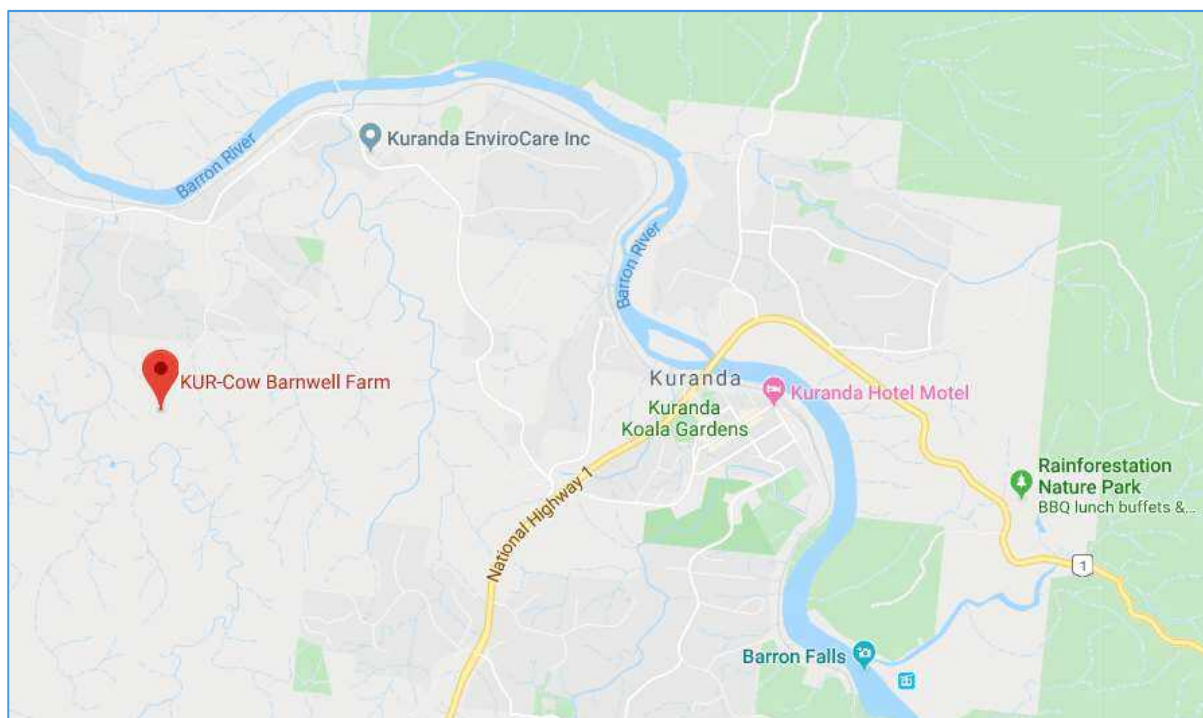 Barron River
Kuranda EnviroCare Inc
Barron River
KUR-Cow Barnwell Farm
Kuranda
Kuranda Hotel Motel
Kuranda
Koala Gardens
National Highway 1
Rainforestation
Nature Park
BBQ lunch buffets &...
1
Barron Falls